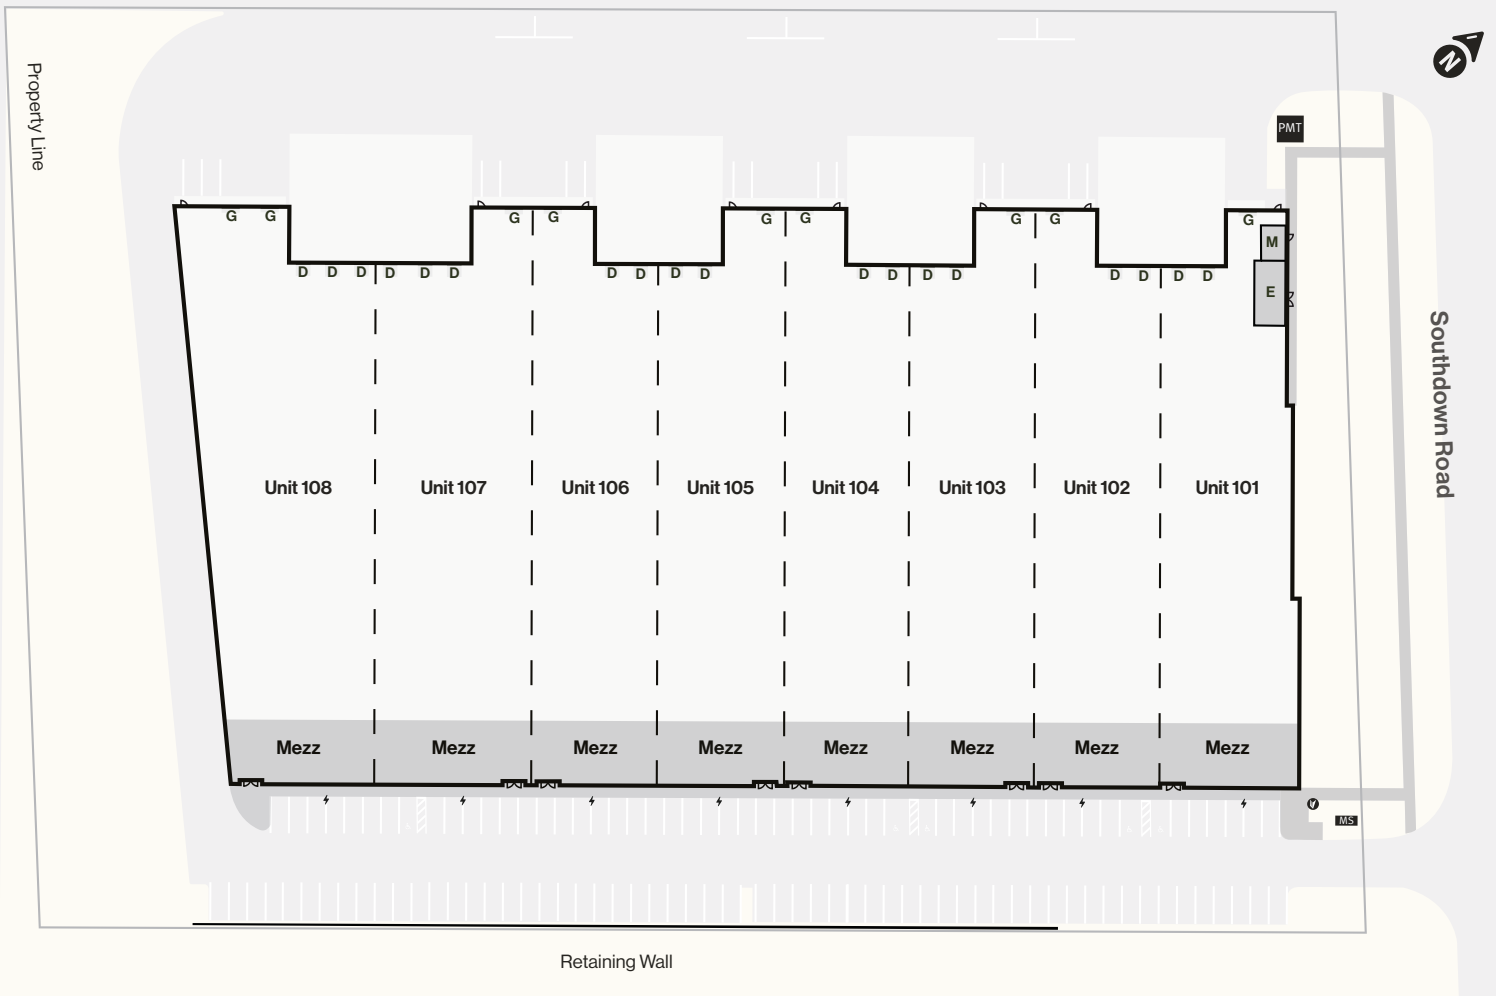 N
Property Line
PMT
G G G G G G G G G
D D D D D D D D D D D D D D D D D D
M
E
Southdown Road
Unit 108 Unit 107 Unit 106 Unit 105 Unit 104 Unit 103 Unit 102 Unit 101
Mezz Mezz Mezz Mezz Mezz Mezz Mezz Mezz
MS
Retaining Wall